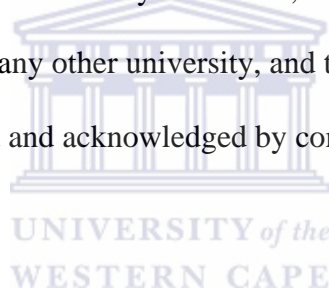 any other university, and t
and acknowledged by co
UNIVERSITY of the
WESTERN CAPE